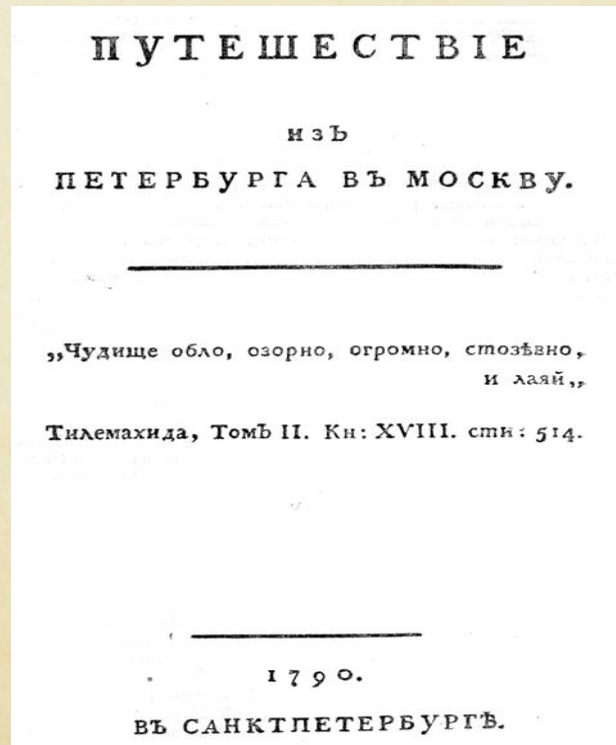 ПУТЕШЕСТВІЕ
изЪ
ПЕТЕРБУРГА ВЪ МОСКВУ.
„Чудище обло, озорно, огромно, стозѣвно,
и лаяй„
Тилемахида, ТомЪ II. Кн: XVIII. сти: 514.
1790.
ВЪ САНКТПЕТЕРБУРГѢ.